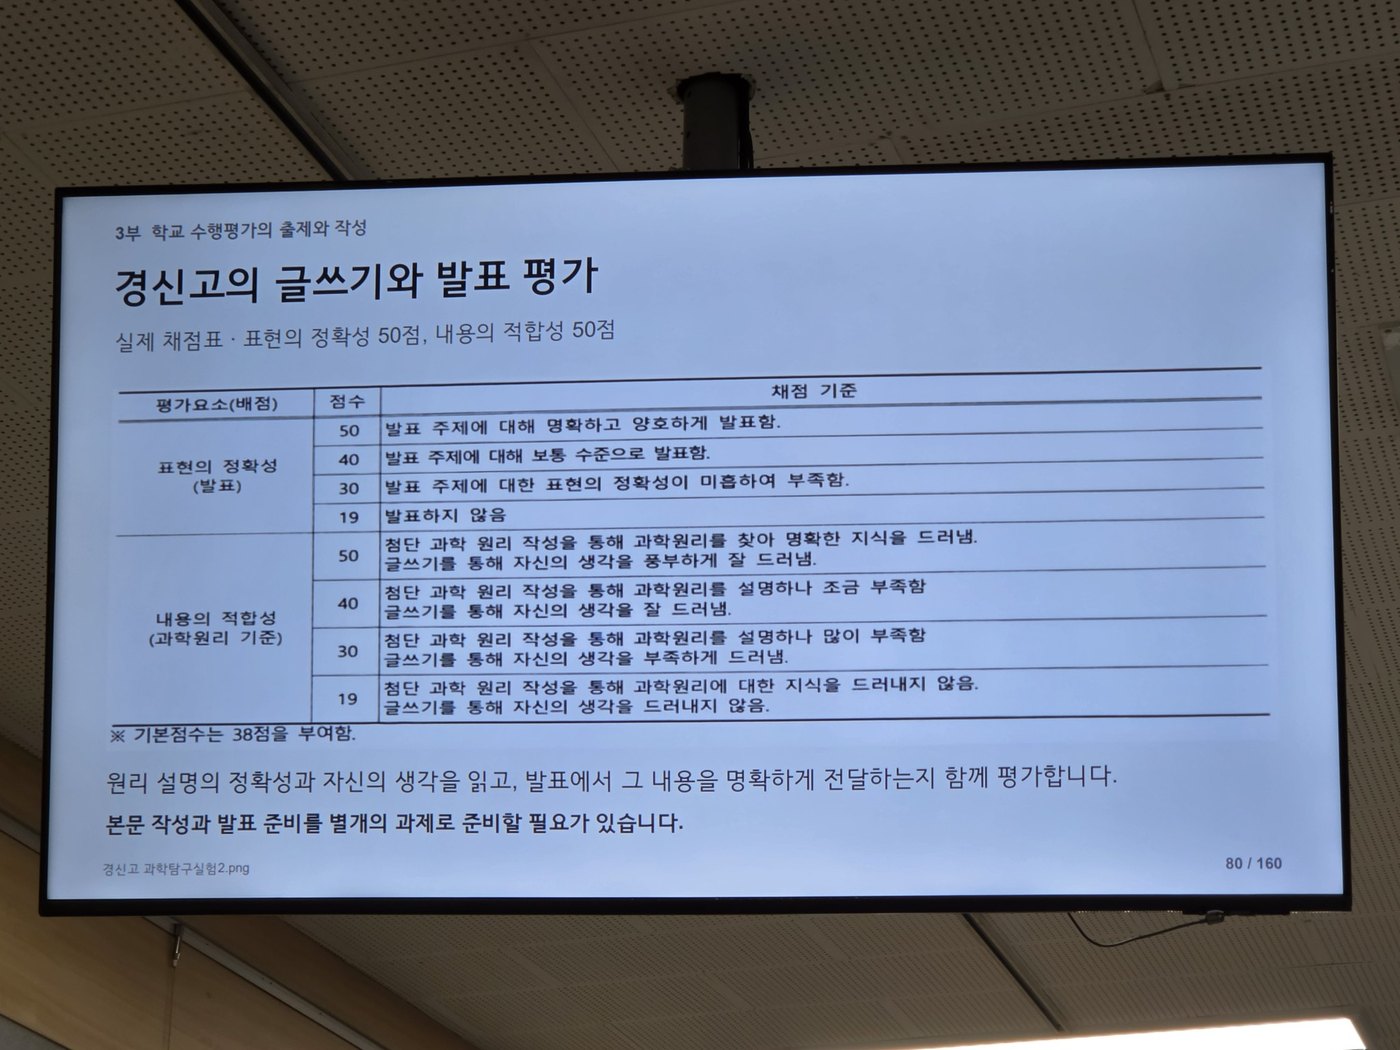 3부 학교 수행평가의 출제와 작성
경신고의 글쓰기와 발표 평가
실제 채점표 · 표현의 정확성 50점, 내용의 적합성 50점
평가요소(배점) 점수 채점 기준
표현의 정확성
(발표)
50 발표 주제에 대해 명확하고 양호하게 발표함.
40 발표 주제에 대해 보통 수준으로 발표함.
30 발표 주제에 대한 표현의 정확성이 미흡하여 부족함.
19 발표하지 않음
내용의 적합성
(과학원리 기준)
50 첨단 과학 원리 작성을 통해 과학원리를 찾아 명확한 지식을 드러냄.
글쓰기를 통해 자신의 생각을 풍부하게 잘 드러냄.
40 첨단 과학 원리 작성을 통해 과학원리를 설명하나 조금 부족함
글쓰기를 통해 자신의 생각을 잘 드러냄.
30 첨단 과학 원리 작성을 통해 과학원리를 설명하나 많이 부족함
글쓰기를 통해 자신의 생각을 부족하게 드러냄.
19 첨단 과학 원리 작성을 통해 과학원리에 대한 지식을 드러내지 않음.
글쓰기를 통해 자신의 생각을 드러내지 않음.
※ 기본점수는 38점을 부여함.
원리 설명의 정확성과 자신의 생각을 읽고, 발표에서 그 내용을 명확하게 전달하는지 함께 평가합니다.
본문 작성과 발표 준비를 별개의 과제로 준비할 필요가 있습니다.
경신고 과학탐구실험2.png
80 / 160